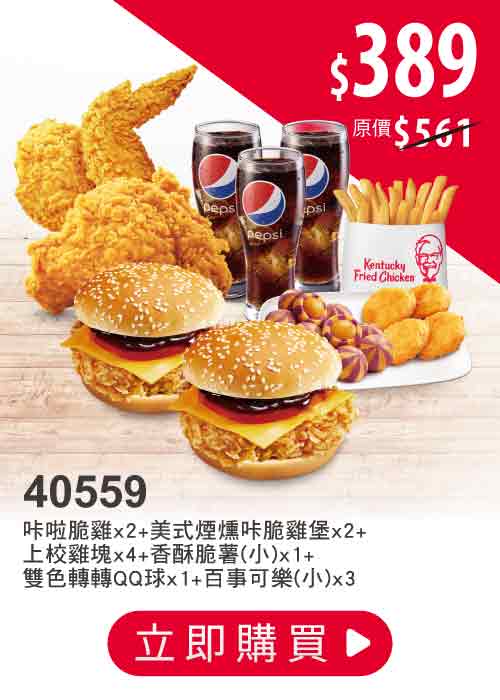 $389
原價$561
pepsi
pepsi
pepsi
Kentucky
Fried Chicken
40559
咔啦脆雞x2+美式煙燻咔脆雞堡x2+
上校雞塊x4+香酥脆薯(小)x1+
雙色轉轉QQ球x1+百事可樂(小)x3
立即購買